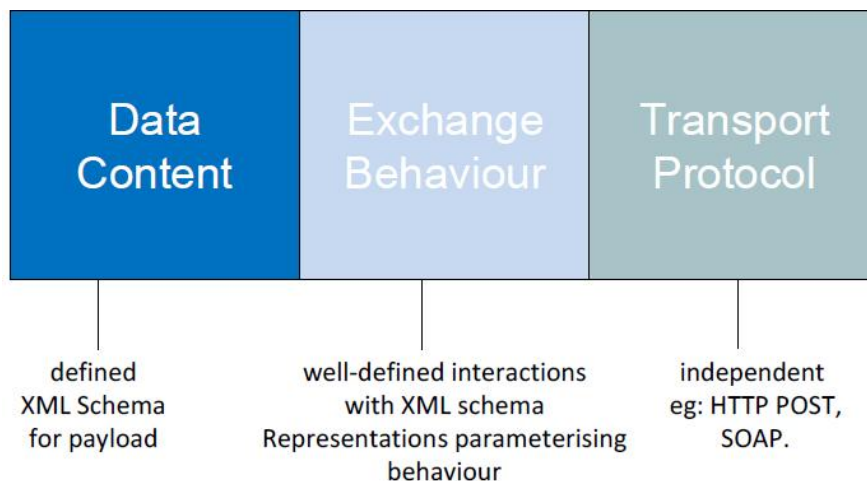 Data
Content
Exchange
Behaviour
Transport
Protocol
defined
XML Schema
for payload
well-defined interactions
with XML schema
Representations parameterising
behaviour
independent
eg: HTTP POST,
SOAP.